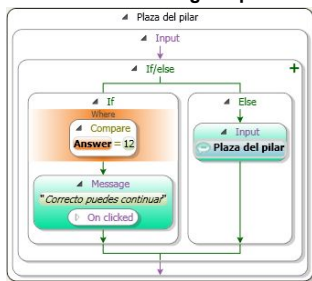 Plaza del pilar
Input
If/else
If
Else
Where
Compare
Answer = 12
Input
Plaza del pilar
Message
"Correcto puedes continuar"
On clicked